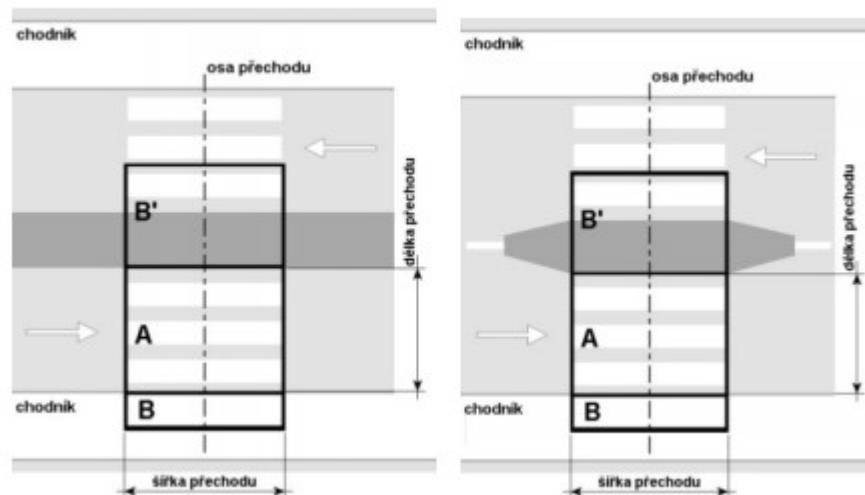 chodník
osa přechodu
B'
délka přechodu
A
chodník
B
šířka přechodu
chodník
osa přechodu
B'
délka přechodu
A
chodník
B
šířka přechodu